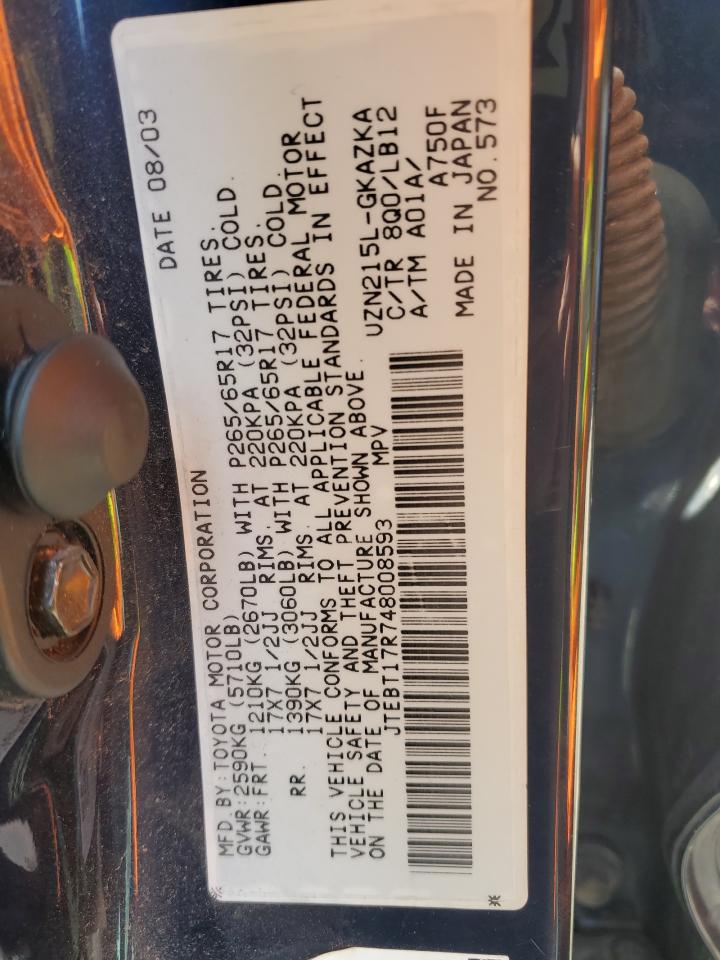 MFD. BY: TOYOTA MOTOR CORPORATION DATE 08/03
GVWR: 2590KG (5710LB)
GAWR: FRT. 1210KG (2670LB) WITH P265/65R17 TIRES.
17X7 1/2JJ RIMS. AT 220KPA (32PSI) COLD.
RR. 1390KG (3060LB) WITH P265/65R17 TIRES.
17X7 1/2JJ RIMS. AT 220KPA (32PSI) COLD.
THIS VEHICLE CONFORMS TO ALL APPLICABLE FEDERAL MOTOR
VEHICLE SAFETY AND THEFT PREVENTION STANDARDS IN EFFECT
ON THE DATE OF MANUFACTURE SHOWN ABOVE.
JTEBT17R748008593 MPV
UZN215L-GKAZKA
C/TR 8Q0/LB12
A/TM A01A/
A750F
MADE IN JAPAN
NO.573